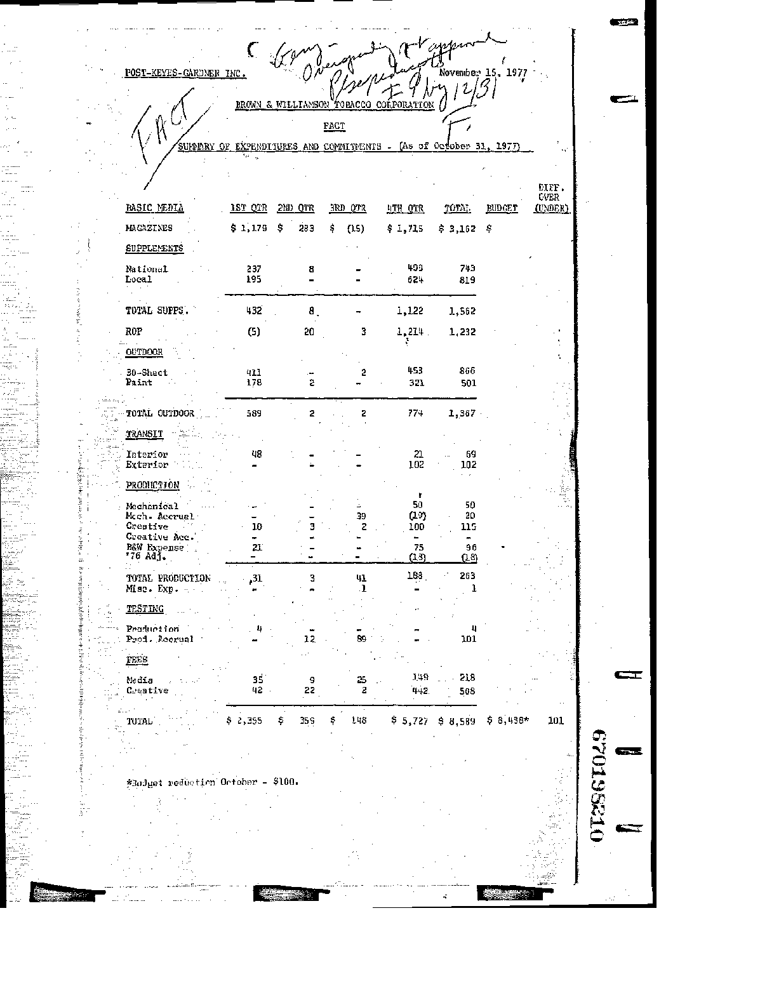 Gary -
Overspending not approved
POST-KEYES-GARDNER INC.
November 15, 1977
by 12/31
BROWN & WILLIAMSON TOBACCO CORPORATION
FACT
FACT
SUMMARY OF EXPENDITURES AND COMMITMENTS - (As of October 31, 1977)
DIFF.
OVER
BASIC MEDIA 1ST QTR 2ND QTR 3RD QTR 4TH QTR TOTAL BUDGET (UNDER)
MAGAZINES $ 1,179 $ 283 $ (15) $ 1,715 $ 3,162 $
SUPPLEMENTS
National 237 8 - 498 743
Local 195 - - 624 819
TOTAL SUPPS. 432 8 - 1,122 1,562
ROP (5) 20 3 1,214 1,232
OUTDOOR
30-Sheet 411 - 2 453 866
Paint 178 2 - 321 501
TOTAL OUTDOOR 589 2 2 774 1,367
TRANSIT
Interior 48 - - 21 69
Exterior - - - 102 102
PRODUCTION
Mechanical - - - 50 50
Mech. Accrual - - 39 (19) 20
Creative 10 3 2 100 115
Creative Acc. - - - - -
B&W Expense 21 - - 75 96
'76 Adj. - - - (18) (18)
TOTAL PRODUCTION 31 3 41 188 263
Misc. Exp. - - 1 - 1
TESTING
Production 4 - - - 4
Prod. Accrual - 12 89 - 101
FEES
Media 35 9 25 149 218
Creative 42 22 2 442 508
TOTAL $ 2,355 $ 359 $ 148 $ 5,727 $ 8,589 $ 8,488* 101
*Budget reduction October - $100.
670198210